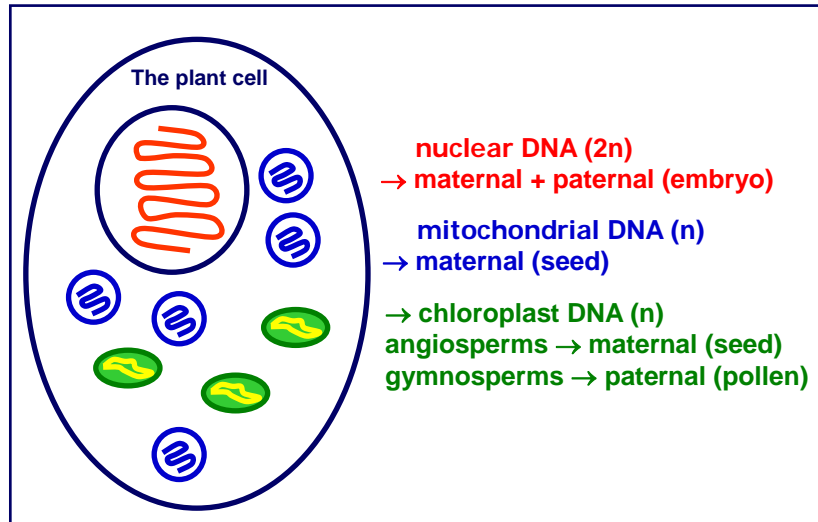 The plant cell
nuclear DNA (2n)
→ maternal + paternal (embryo)
mitochondrial DNA (n)
→ maternal (seed)
→ chloroplast DNA (n)
angiosperms → maternal (seed)
gymnosperms → paternal (pollen)